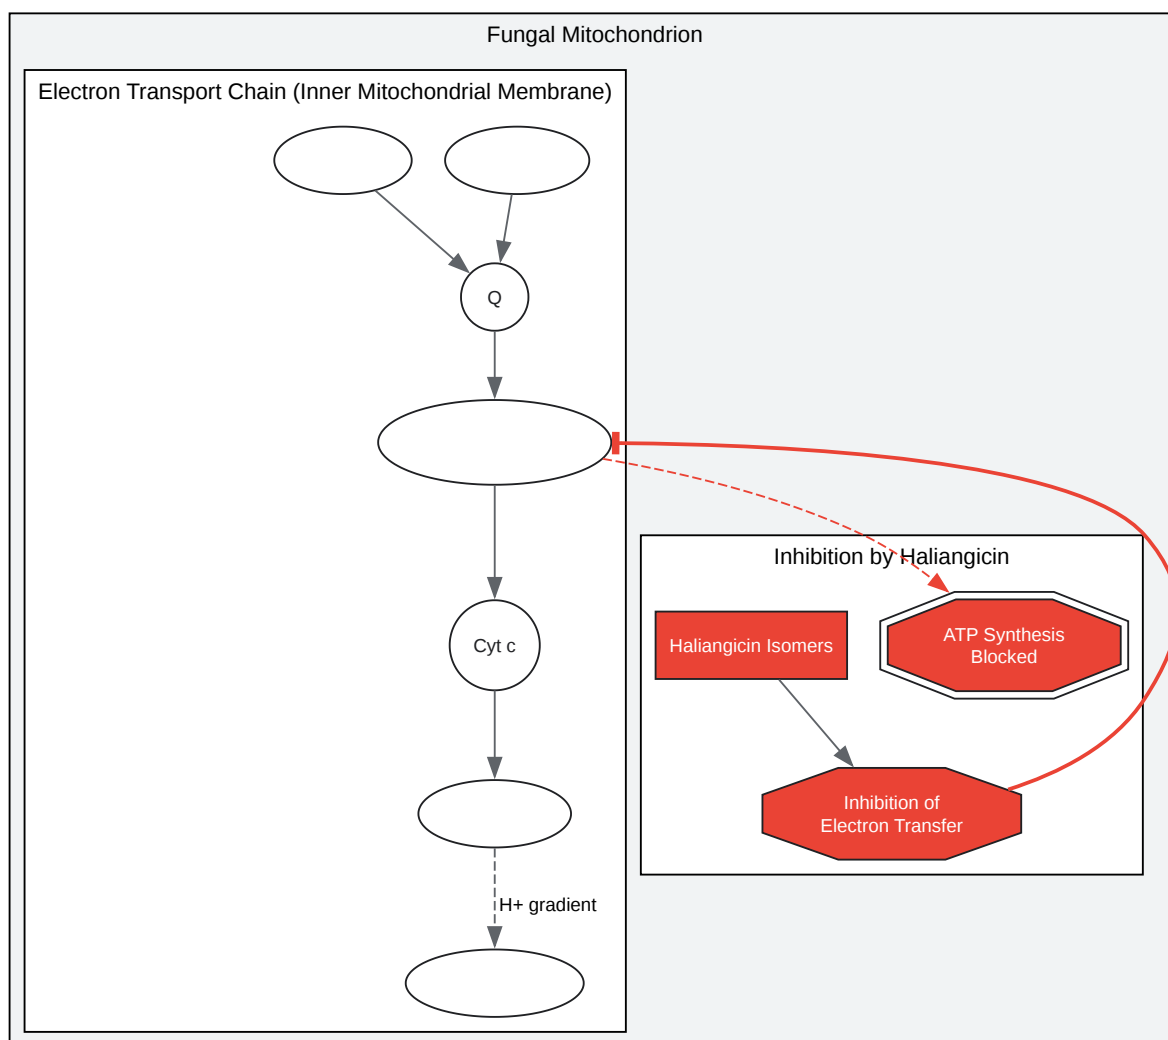 Fungal Mitochondrion
Electron Transport Chain (Inner Mitochondrial Membrane)
Q
Cyt c
H+ gradient
Inhibition by Haliangicin
Haliangicin Isomers
ATP Synthesis
Blocked
Inhibition of
Electron Transfer